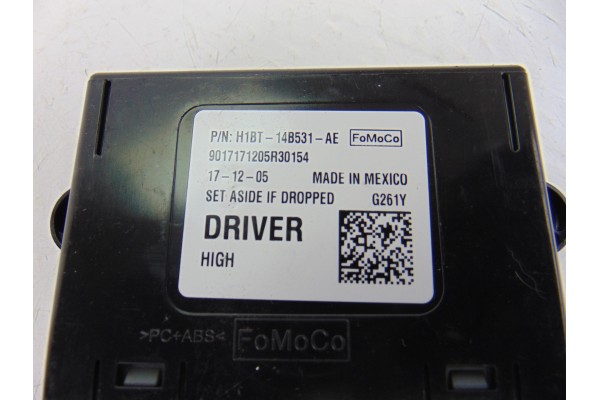 P/N: H1BT-14B531-AE FoMoCo
9017171205R30154
17-12-05 MADE IN MEXICO
SET ASIDE IF DROPPED G261Y
DRIVER
HIGH
>PC+ABS< FoMoCo